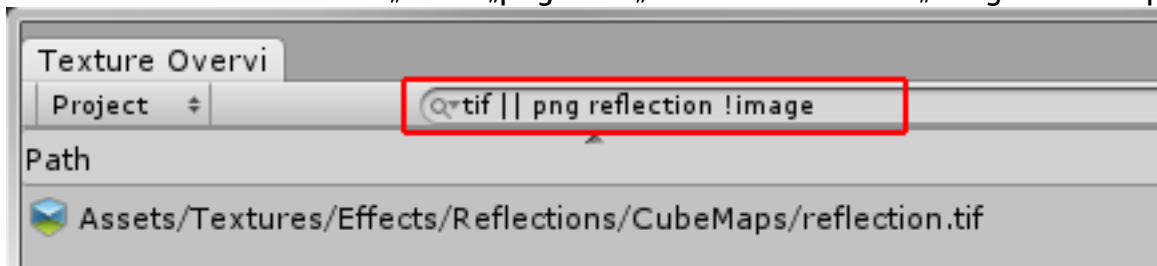 Texture Overvi
Project tif || png reflection !image
Path
Assets/Textures/Effects/Reflections/CubeMaps/reflection.tif